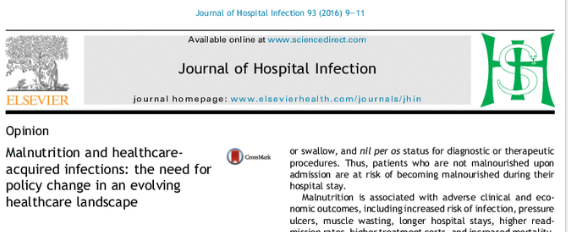 Journal of Hospital Infection 93 (2016) 9–11
Available online at www.sciencedirect.com
Journal of Hospital Infection
journal homepage: www.elsevierhealth.com/journals/jhin
ELSEVIER
Opinion
Malnutrition and healthcare-
acquired infections: the need for
policy change in an evolving
healthcare landscape
CrossMark
or swallow, and nil per os status for diagnostic or therapeutic
procedures. Thus, patients who are not malnourished upon
admission are at risk of becoming malnourished during their
hospital stay.
Malnutrition is associated with adverse clinical and eco-
nomic outcomes, including increased risk of infection, pressure
ulcers, muscle wasting, longer hospital stays, higher read-
mission rates, higher treatment costs, and increased mortality.